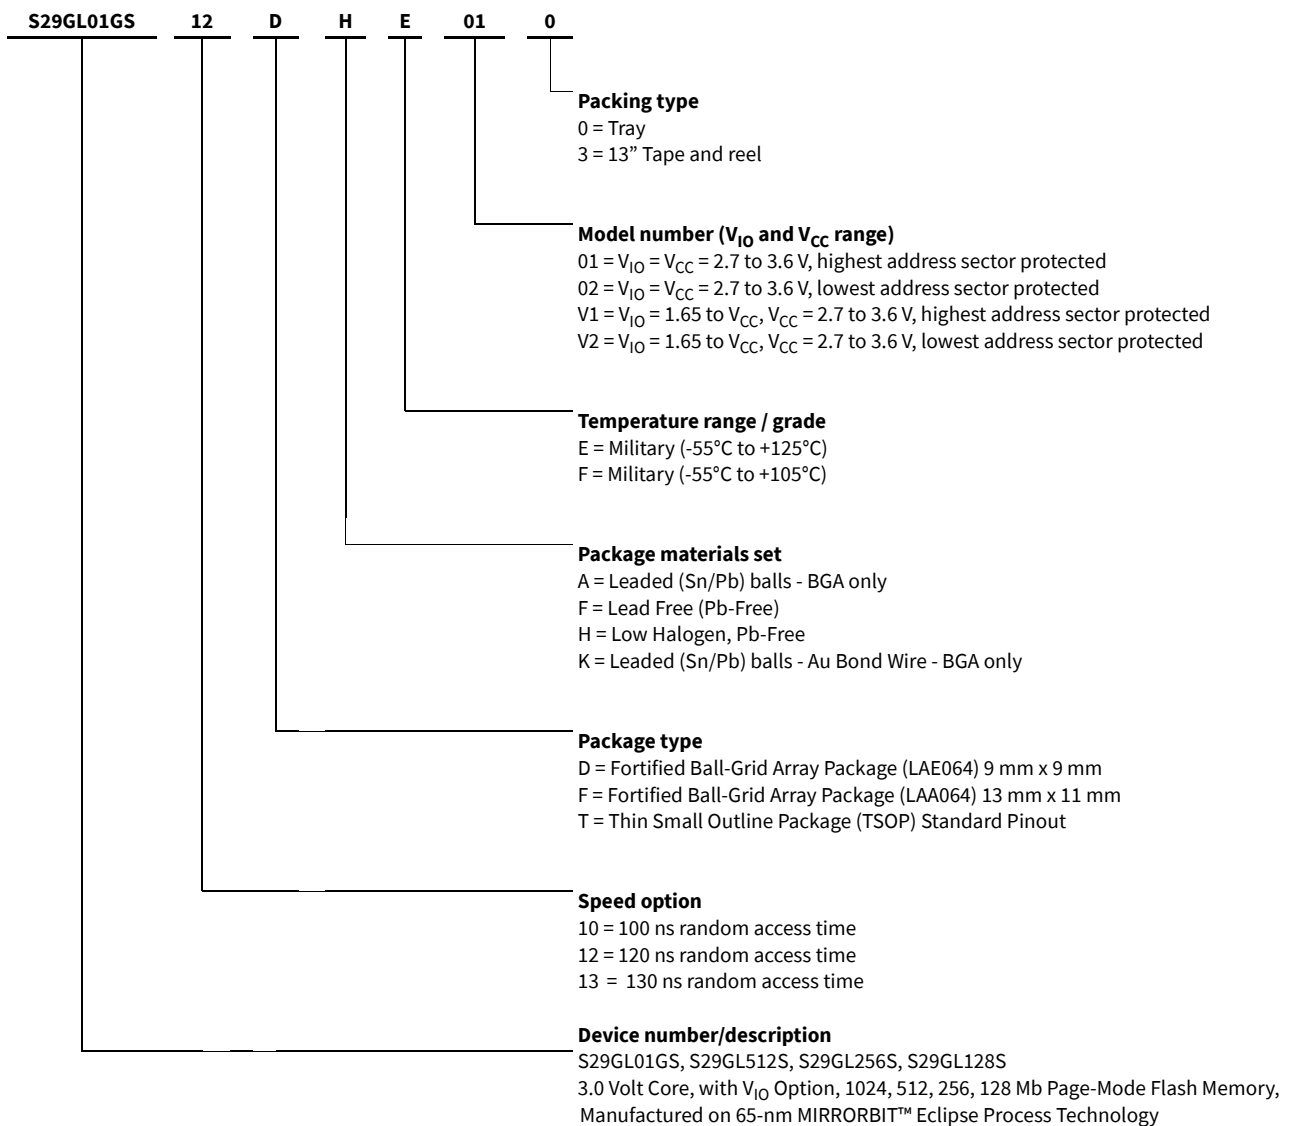 S29GL01GS 12 D H E 01 0
Packing type
0 = Tray
3 = 13” Tape and reel
Model number (VIO and VCC range)
01 = VIO = VCC = 2.7 to 3.6 V, highest address sector protected
02 = VIO = VCC = 2.7 to 3.6 V, lowest address sector protected
V1 = VIO = 1.65 to VCC, VCC = 2.7 to 3.6 V, highest address sector protected
V2 = VIO = 1.65 to VCC, VCC = 2.7 to 3.6 V, lowest address sector protected
Temperature range / grade
E = Military (-55°C to +125°C)
F = Military (-55°C to +105°C)
Package materials set
A = Leaded (Sn/Pb) balls - BGA only
F = Lead Free (Pb-Free)
H = Low Halogen, Pb-Free
K = Leaded (Sn/Pb) balls - Au Bond Wire - BGA only
Package type
D = Fortified Ball-Grid Array Package (LAE064) 9 mm x 9 mm
F = Fortified Ball-Grid Array Package (LAA064) 13 mm x 11 mm
T = Thin Small Outline Package (TSOP) Standard Pinout
Speed option
10 = 100 ns random access time
12 = 120 ns random access time
13 = 130 ns random access time
Device number/description
S29GL01GS, S29GL512S, S29GL256S, S29GL128S
3.0 Volt Core, with VIO Option, 1024, 512, 256, 128 Mb Page-Mode Flash Memory,
Manufactured on 65-nm MIRRORBIT™ Eclipse Process Technology